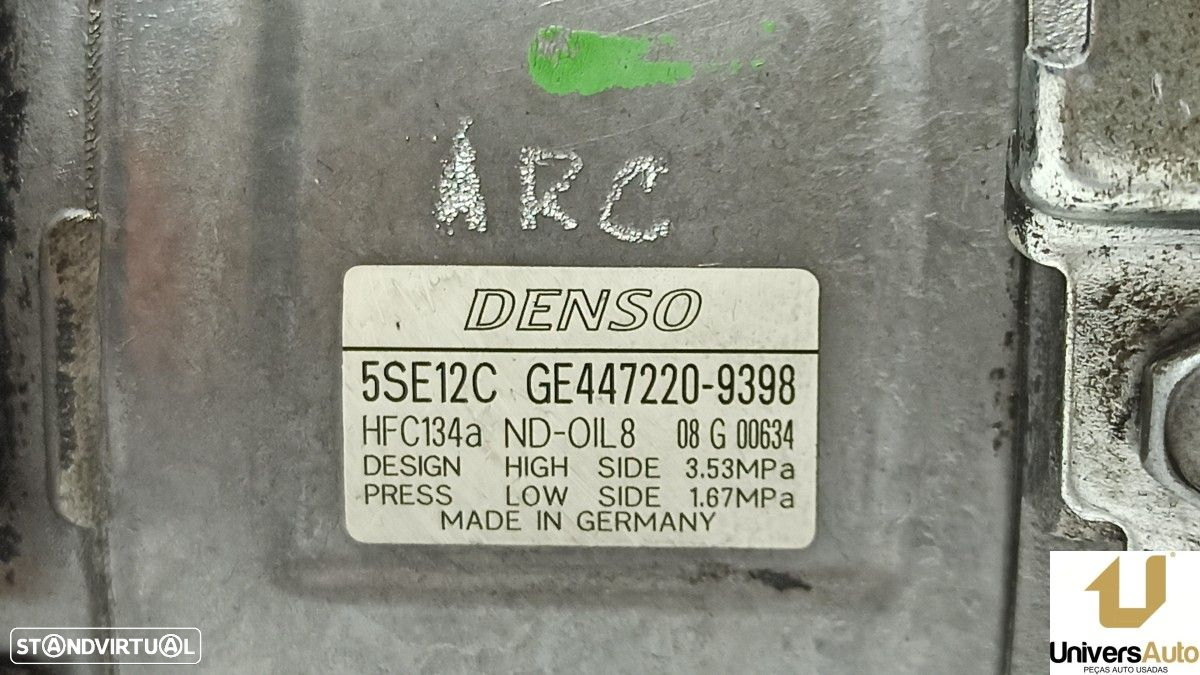 ARC
DENSO
5SE12C GE447220-9398
HFC134a ND-OIL8 08 G 00634
DESIGN HIGH SIDE 3.53MPa
PRESS LOW SIDE 1.67MPa
MADE IN GERMANY
STANDVIRTUAL
UniversAuto
PEÇAS AUTO USADAS